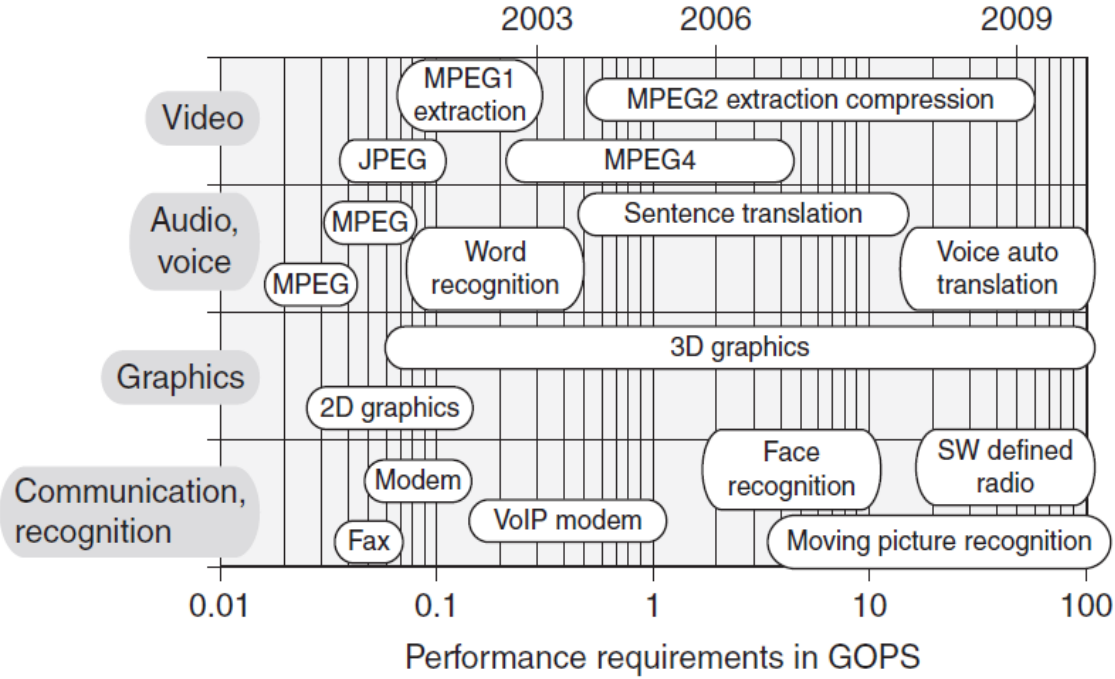 2003 2006 2009
Video
MPEG1
extraction
MPEG2 extraction compression
JPEG
MPEG4
Audio,
voice
MPEG
Sentence translation
Word
recognition
Voice auto
translation
MPEG
Graphics
3D graphics
2D graphics
Communication,
recognition
Modem
Face
recognition
SW defined
radio
VoIP modem
Fax
Moving picture recognition
0.01 0.1 1 10 100
Performance requirements in GOPS